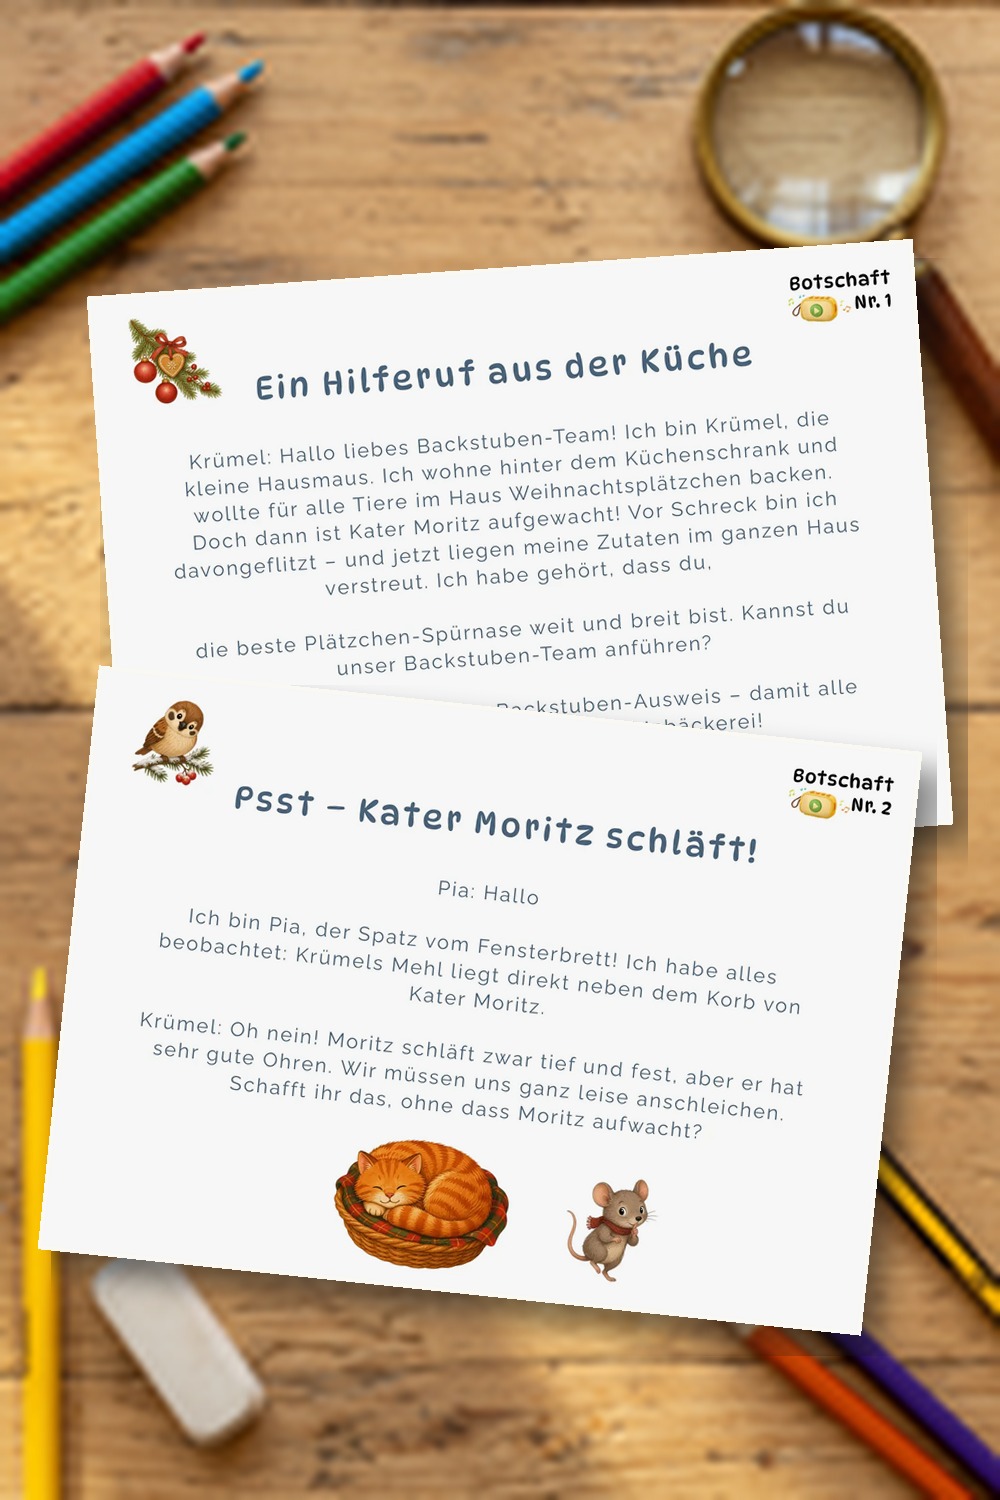 Botschaft
Nr. 1
Ein Hilferuf aus der Küche
Krümel: Hallo liebes Backstuben-Team! Ich bin Krümel, die
kleine Hausmaus. Ich wohne hinter dem Küchenschrank und
wollte für alle Tiere im Haus Weihnachtsplätzchen backen.
Doch dann ist Kater Moritz aufgewacht! Vor Schreck bin ich
davongeflitzt – und jetzt liegen meine Zutaten im ganzen Haus
verstreut. Ich habe gehört, dass du,
die beste Plätzchen-Spürnase weit und breit bist. Kannst du
unser Backstuben-Team anführen?
Backstuben-Ausweis – damit alle
Botschaft
Nr. 2
Psst – Kater Moritz schläft!
Pia: Hallo
Ich bin Pia, der Spatz vom Fensterbrett! Ich habe alles
beobachtet: Krümels Mehl liegt direkt neben dem Korb von
Kater Moritz.
Krümel: Oh nein! Moritz schläft zwar tief und fest, aber er hat
sehr gute Ohren. Wir müssen uns ganz leise anschleichen.
Schafft ihr das, ohne dass Moritz aufwacht?